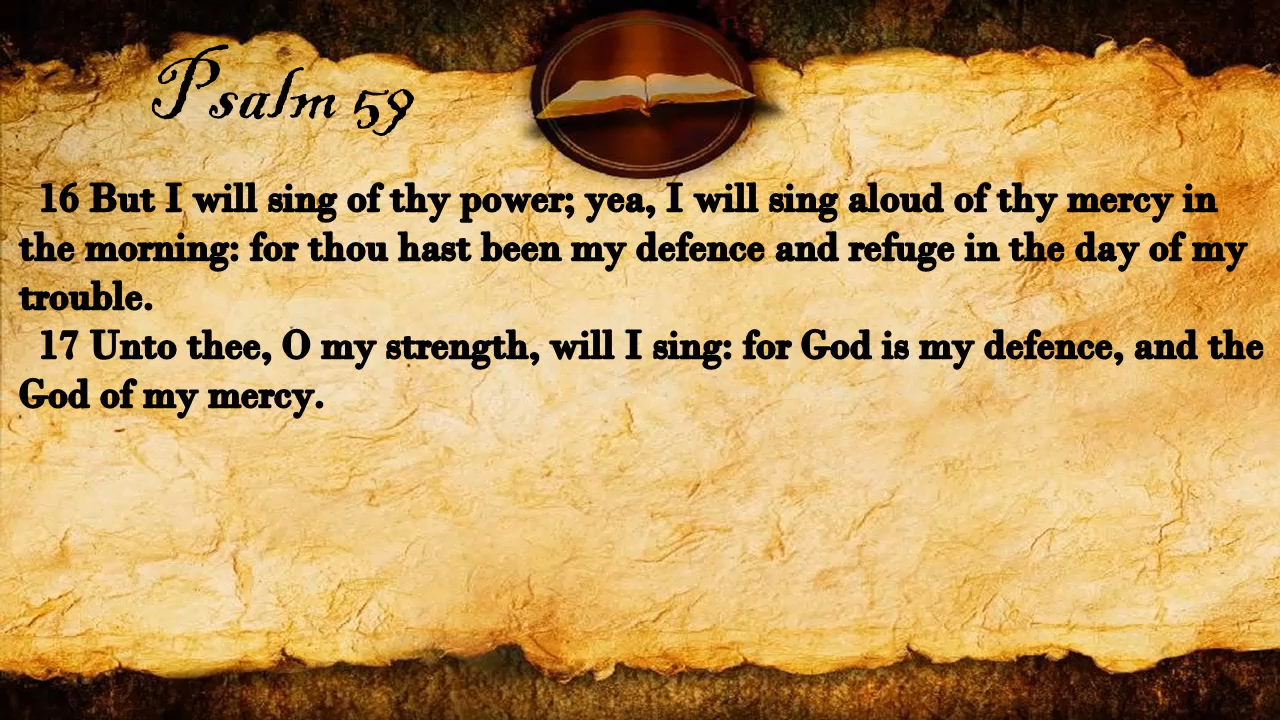 Psalm 59
16 But I will sing of thy power; yea, I will sing aloud of thy mercy in
the morning: for thou hast been my defence and refuge in the day of my
trouble.
17 Unto thee, O my strength, will I sing: for God is my defence, and the
God of my mercy.